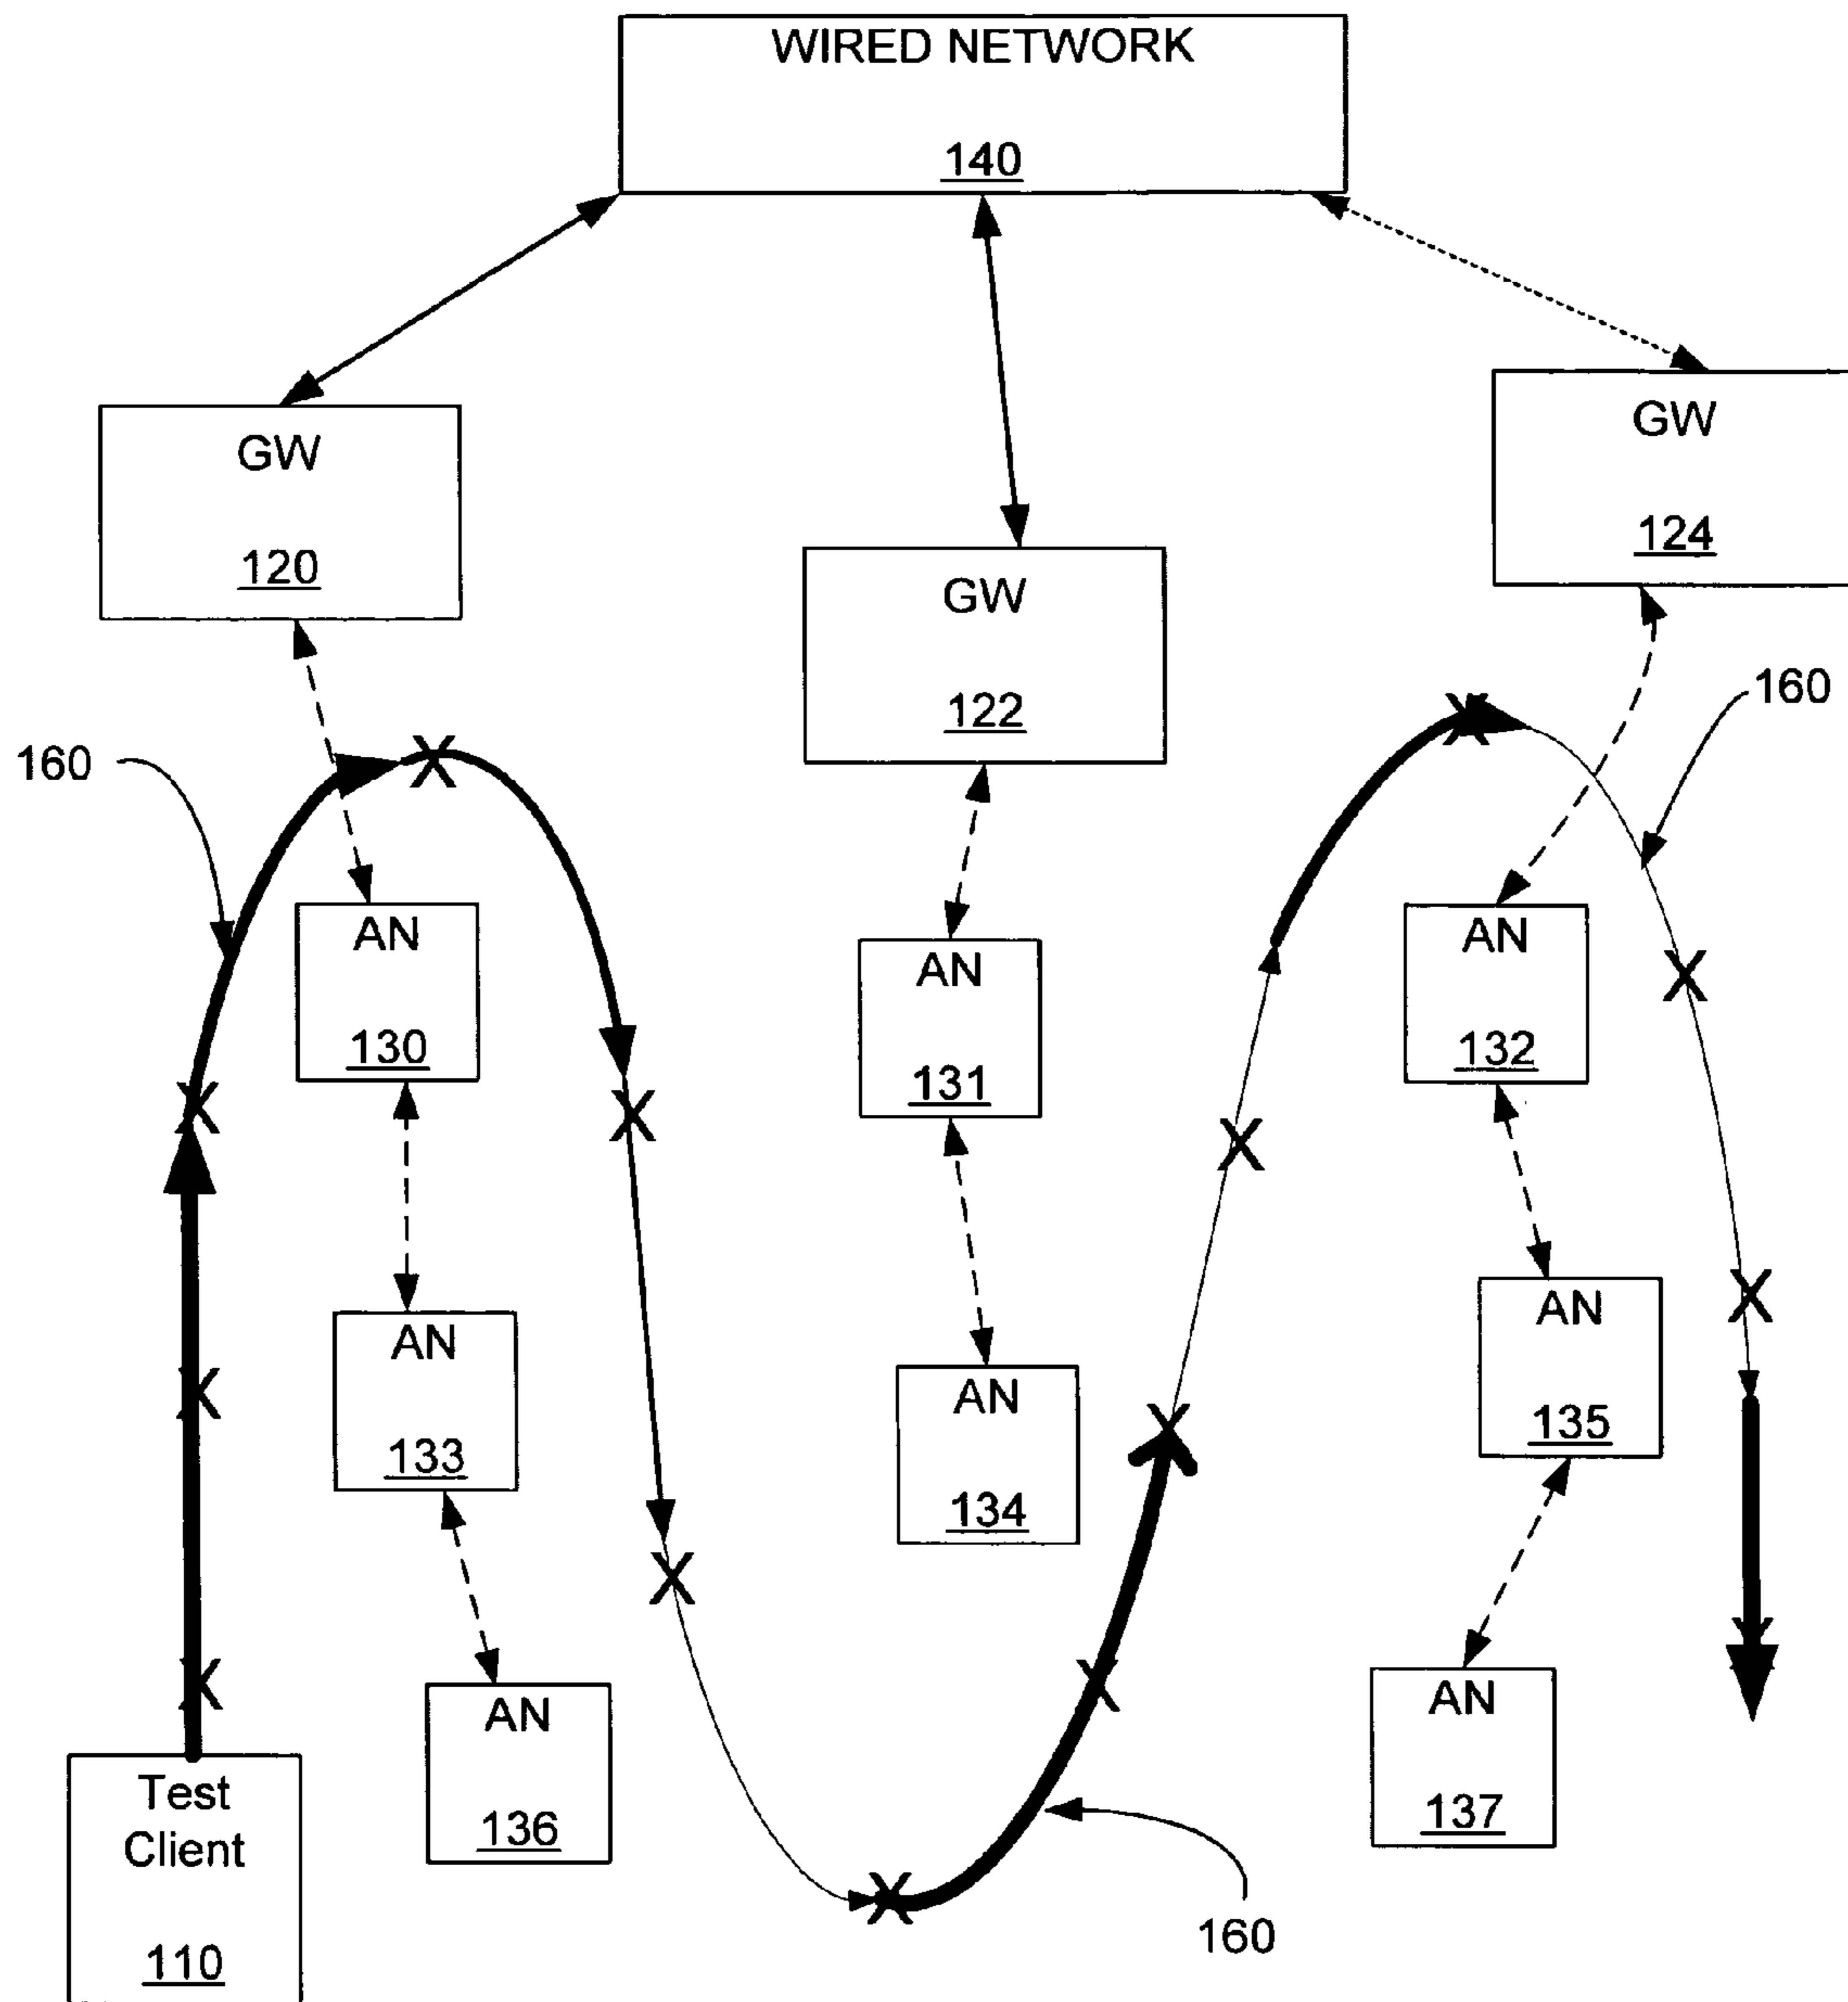 WIRED NETWORK
140
GW
120
GW
122
GW
124
160
160
AN
130
AN
131
AN
132
AN
133
AN
134
AN
135
AN
136
AN
137
Test
Client
110
160
X
X
X
X
X
X
X
X
X
X
X
X
X
X